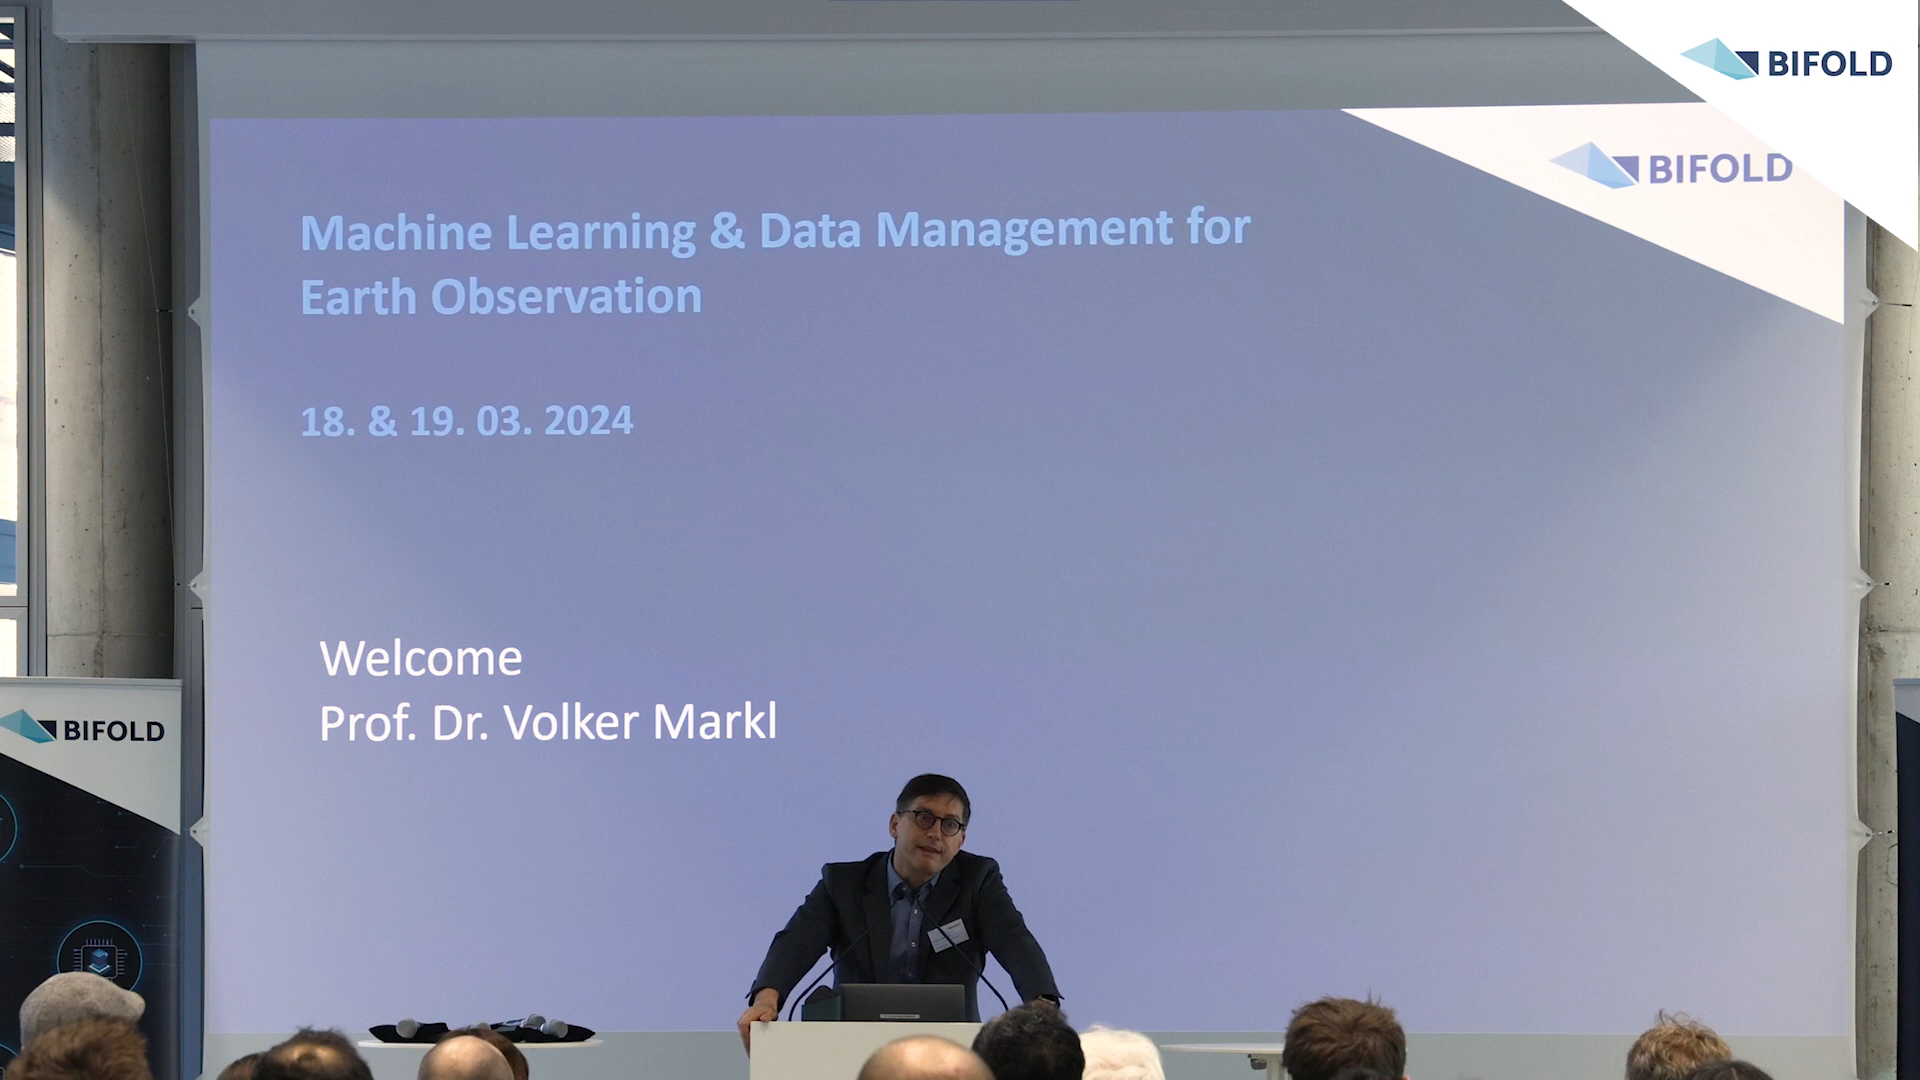 BIFOLD
BIFOLD
Machine Learning & Data Management for
Earth Observation
18. & 19. 03. 2024
Welcome
Prof. Dr. Volker Markl
BIFOLD